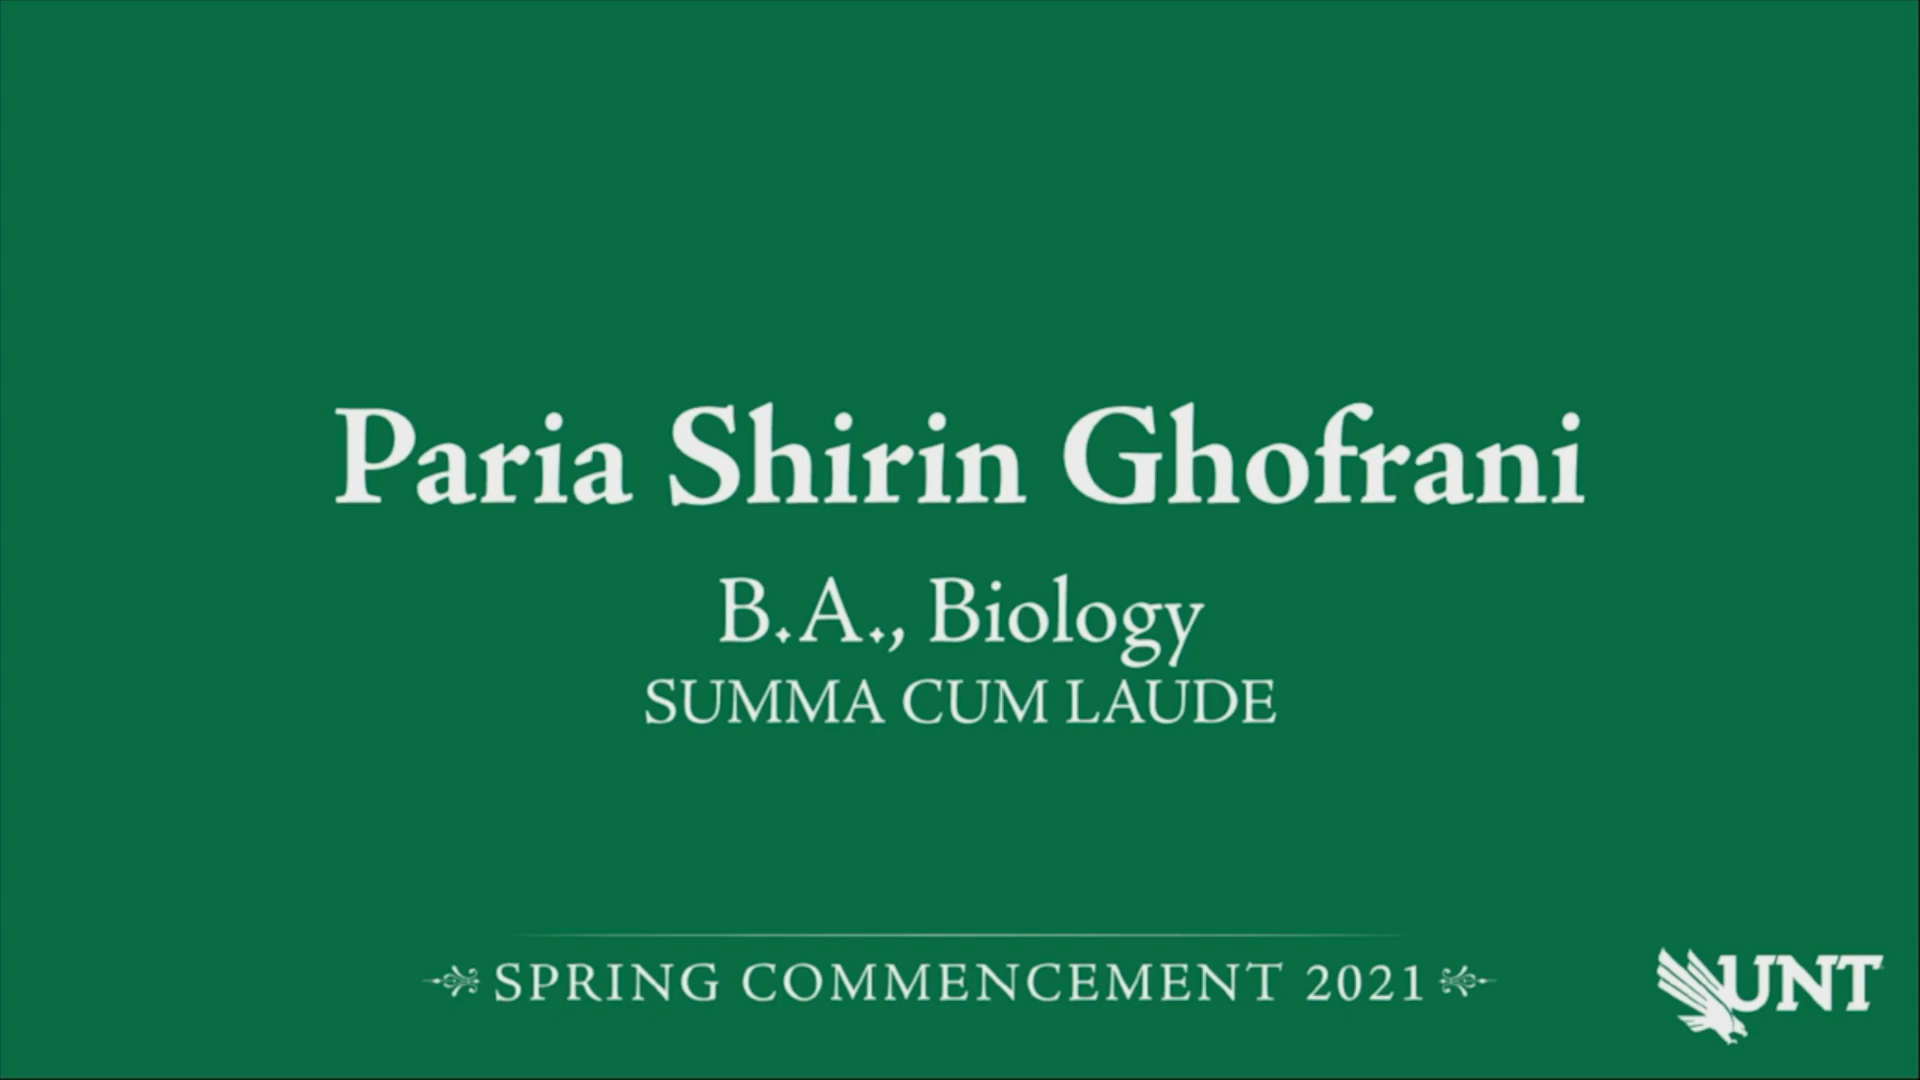 Paria Shirin Ghofrani
B.A., Biology
SUMMA CUM LAUDE
SPRING COMMENCEMENT 2021
UNT